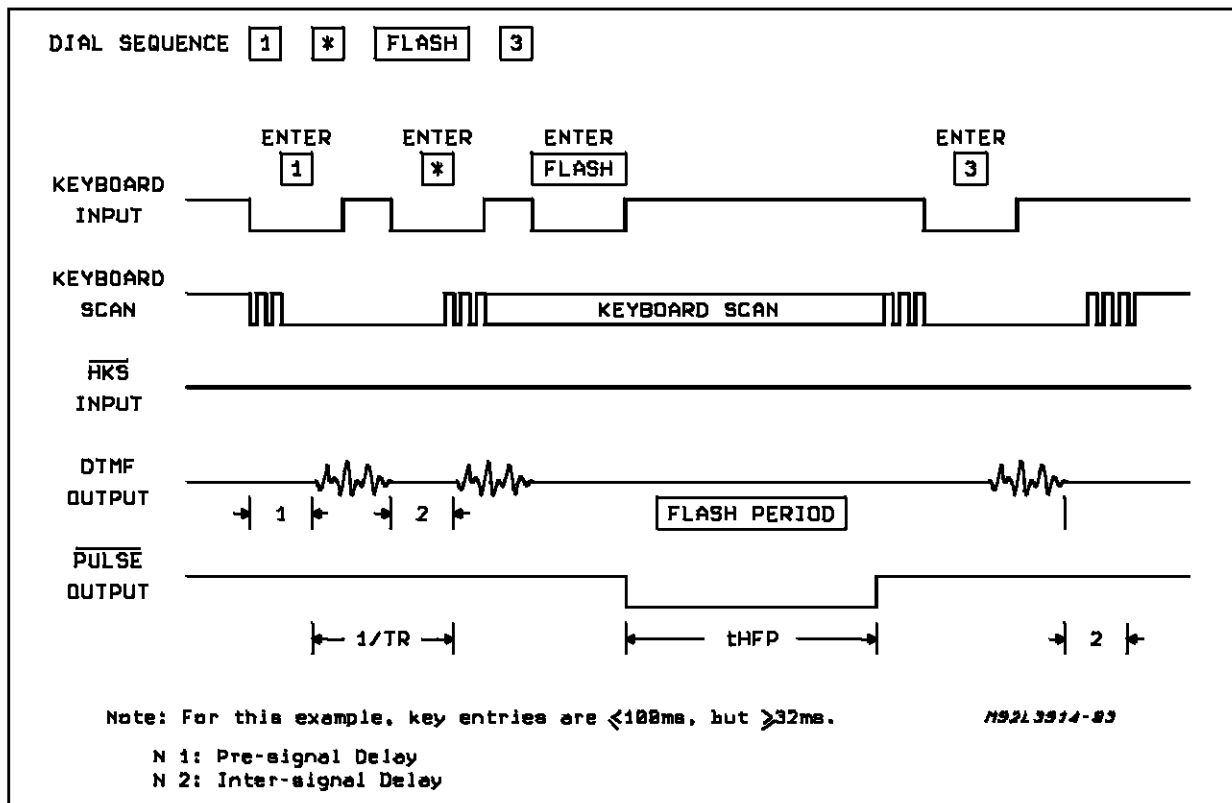 DIAL SEQUENCE 1 * FLASH 3
ENTER ENTER ENTER ENTER
1 * FLASH 3
KEYBOARD
INPUT
KEYBOARD
SCAN
KEYBOARD SCAN
HKS
INPUT
DTMF
OUTPUT
1 2 FLASH PERIOD
PULSE
OUTPUT
1/TR tHFP 2
Note: For this example, key entries are ⩽100ms, but ⩾32ms.
M92L3914-03
N 1: Pre-signal Delay
N 2: Inter-signal Delay